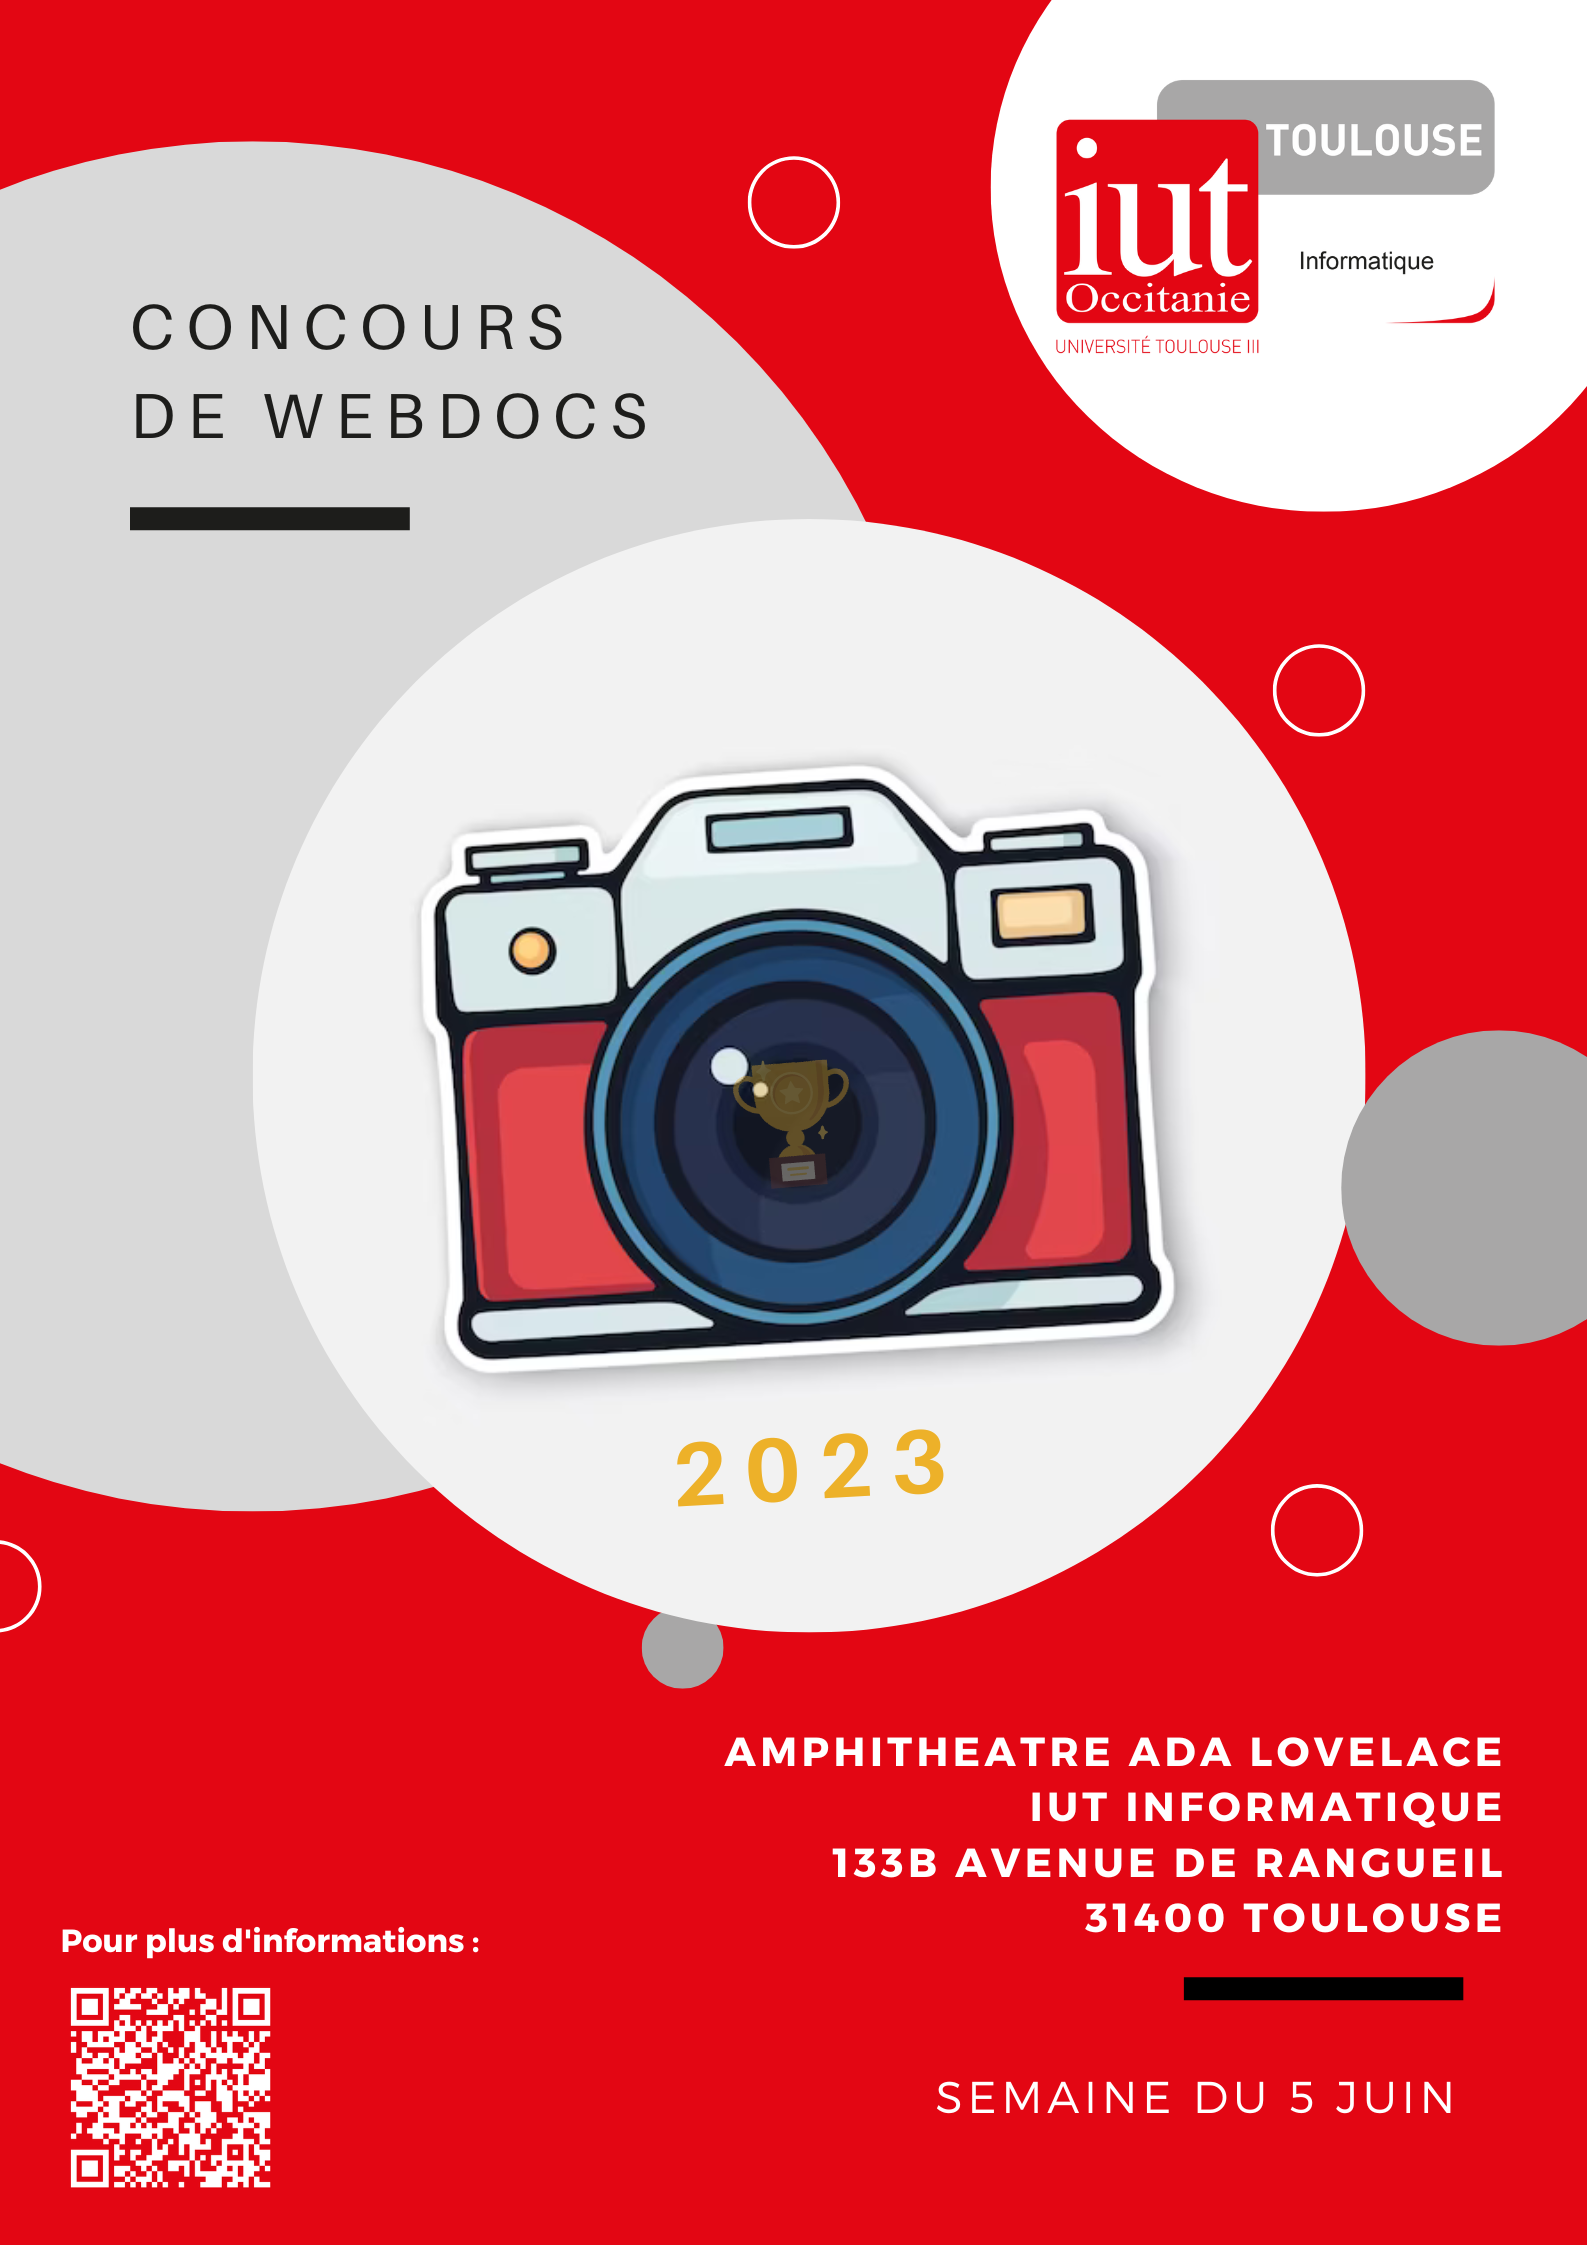 CONCOURS
DE WEBDOCS
TOULOUSE
iut
Occitanie
Informatique
UNIVERSITÉ TOULOUSE III
2023
AMPHITHEATRE ADA LOVELACE
IUT INFORMATIQUE
133B AVENUE DE RANGUEIL
31400 TOULOUSE
Pour plus d'informations :
SEMAINE DU 5 JUIN